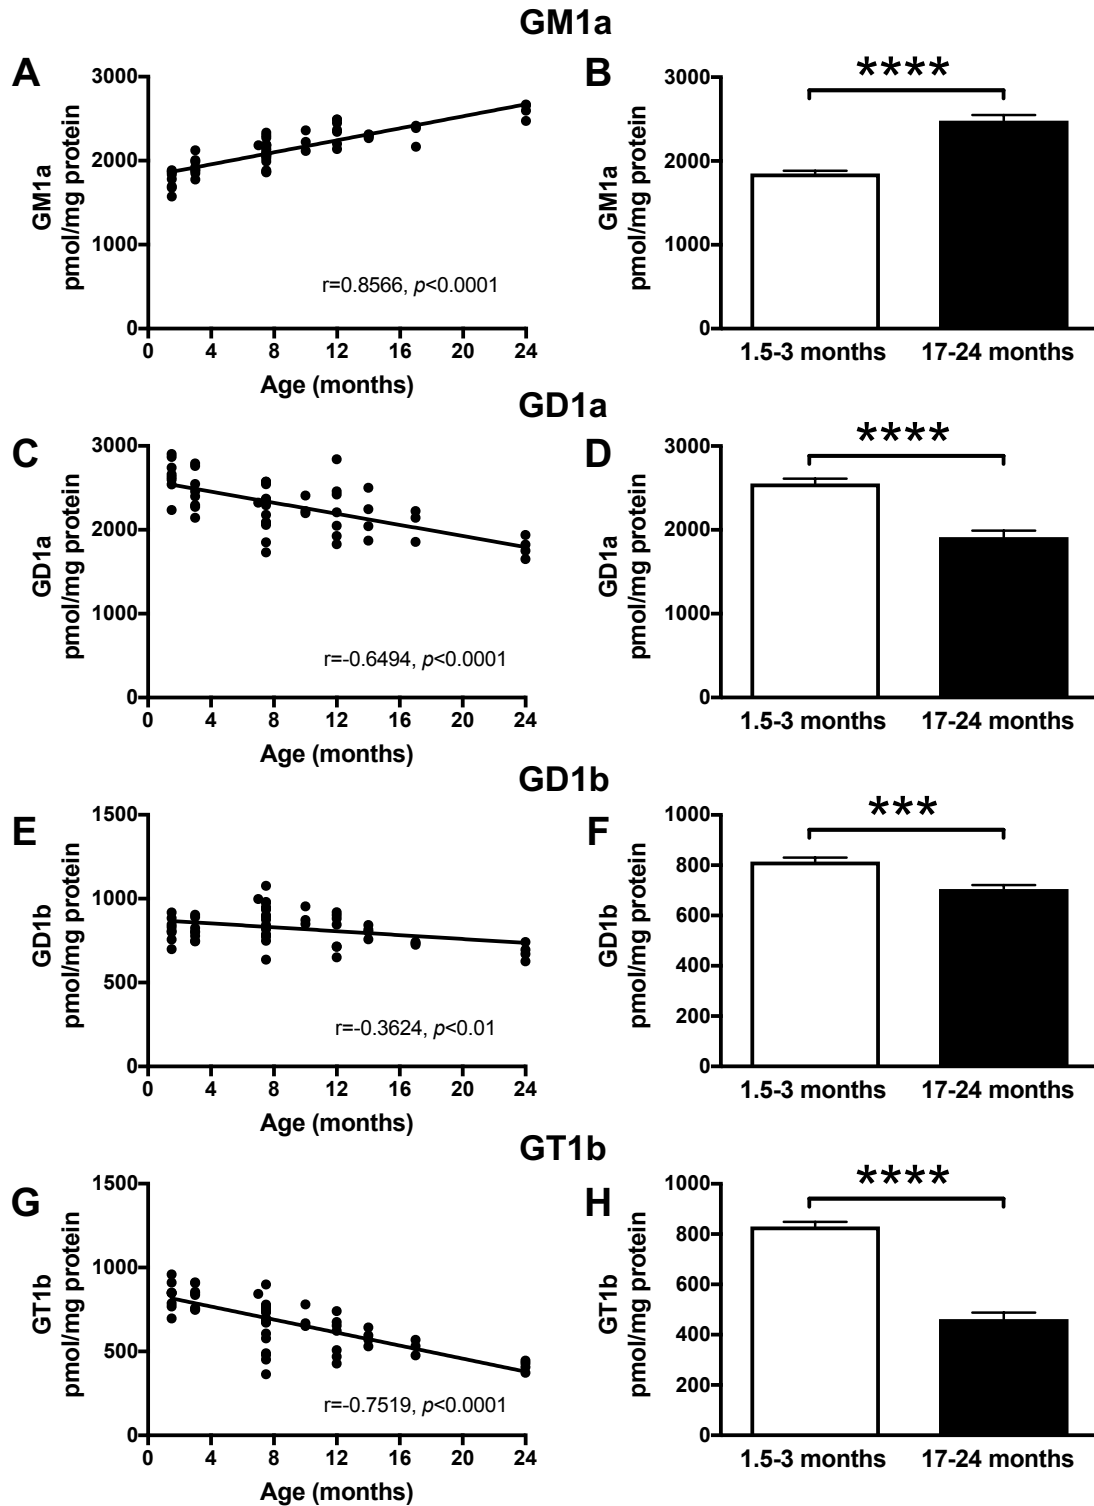 GM1a
A
3000
2000
1000
0
GM1a
pmol/mg protein
r=0.8566, p<0.0001
0 4 8 12 16 20 24
Age (months)
B
****
3000
2000
1000
0
GM1a
pmol/mg protein
1.5-3 months 17-24 months
GD1a
C
3000
2000
1000
0
GD1a
pmol/mg protein
r=-0.6494, p<0.0001
0 4 8 12 16 20 24
Age (months)
D
****
3000
2000
1000
0
GD1a
pmol/mg protein
1.5-3 months 17-24 months
GD1b
E
1500
1000
500
0
GD1b
pmol/mg protein
r=-0.3624, p<0.01
0 4 8 12 16 20 24
Age (months)
F
***
1000
800
600
400
200
0
GD1b
pmol/mg protein
1.5-3 months 17-24 months
GT1b
G
1500
1000
500
0
GT1b
pmol/mg protein
r=-0.7519, p<0.0001
0 4 8 12 16 20 24
Age (months)
H
****
1000
800
600
400
200
0
GT1b
pmol/mg protein
1.5-3 months 17-24 months